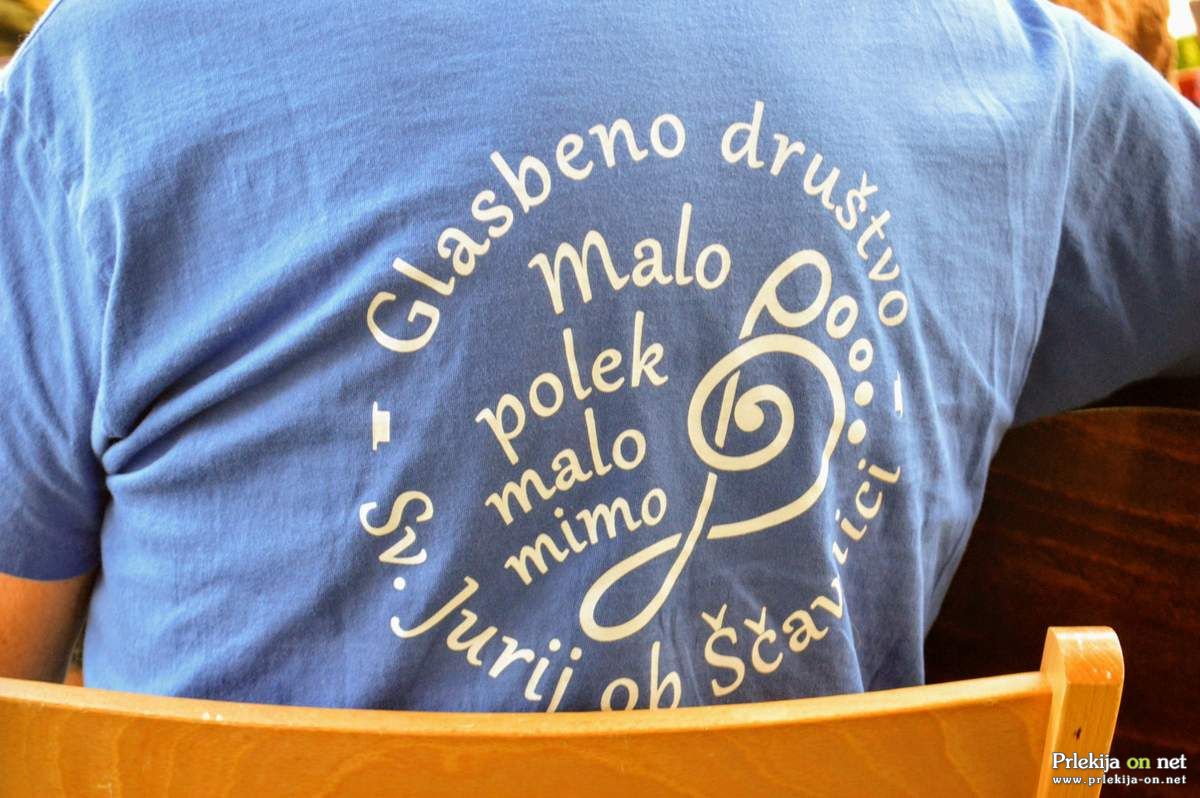 Glasbeno društvo
Malo
polek
malo
mimo
Sv. Jurij ob Ščavnici
Prlekija on net
www.prlekija-on.net